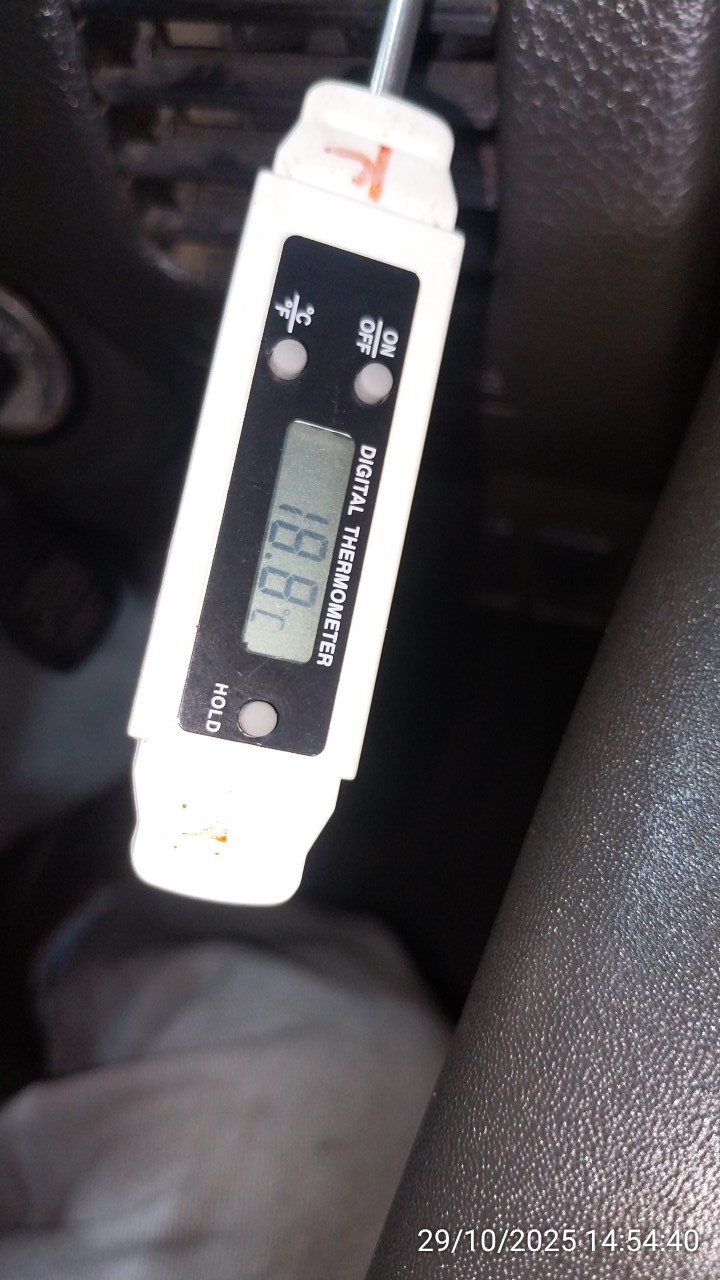 ON
OFF
°C
°F
DIGITAL THERMOMETER
18.8°C
HOLD
29/10/2025 14:54:40